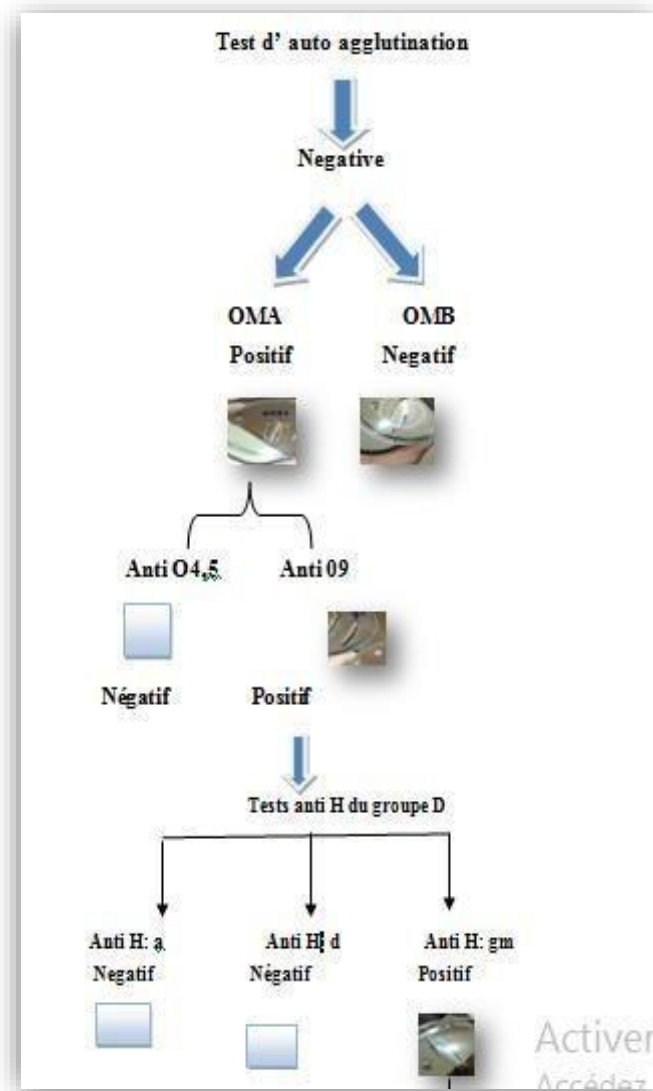 Test d’ auto agglutination
Negative
OMA OMB
Positif Negatif
Anti O4,5 Anti 09
Négatif Positif
Tests anti H du groupe D
Anti H: a Anti H: d Anti H: gm
Negatif Négatif Positif
Activer
Accédez